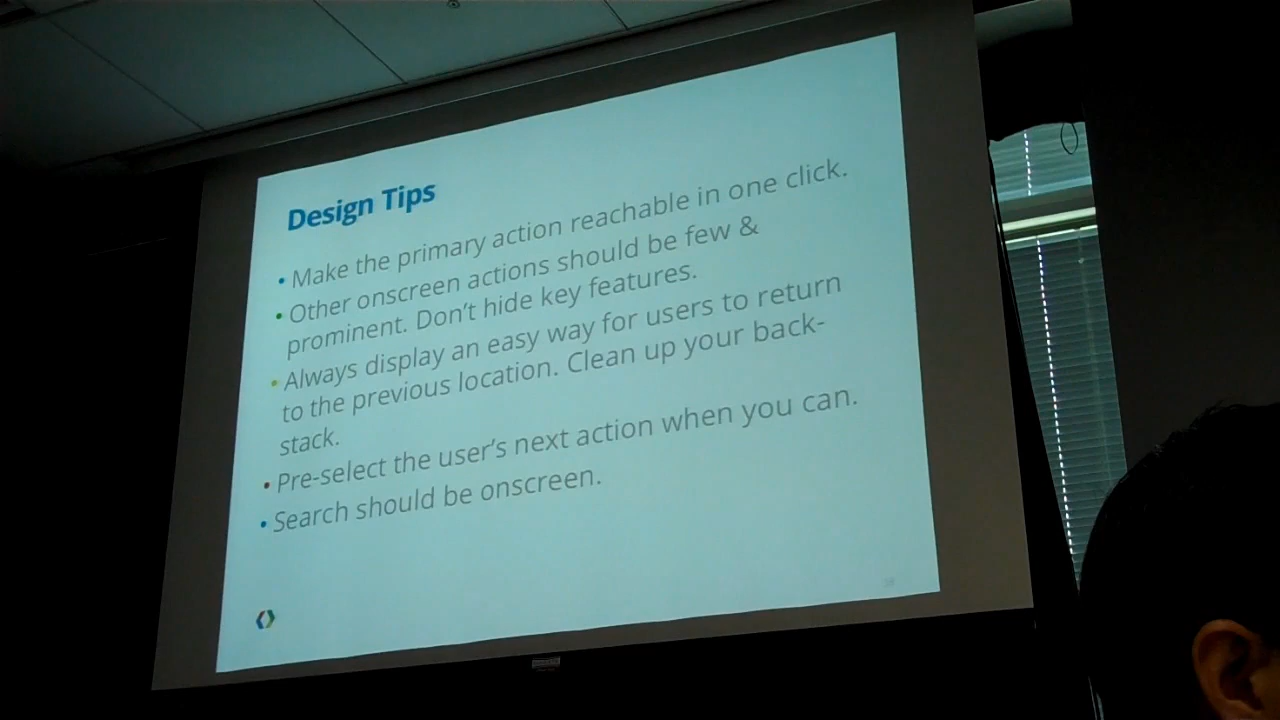 Design Tips
• Make the primary action reachable in one click.
• Other onscreen actions should be few &
prominent. Don't hide key features.
• Always display an easy way for users to return
to the previous location. Clean up your back-
stack.
• Pre-select the user's next action when you can.
• Search should be onscreen.